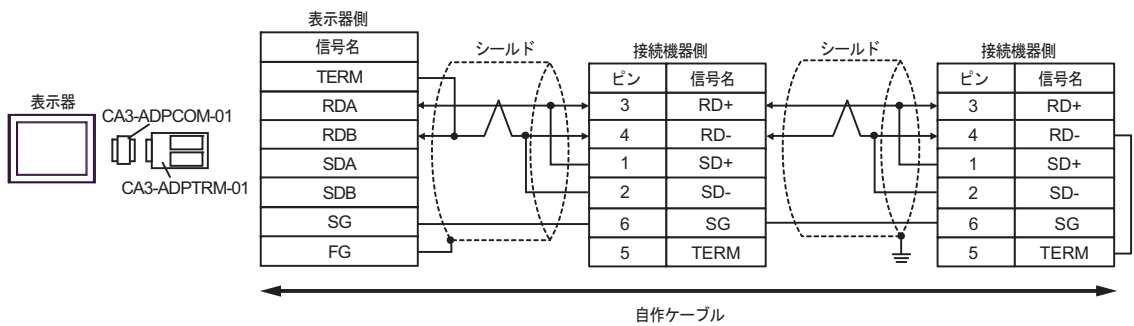 表示器
CA3-ADPCOM-01
CA3-ADPTRM-01
表示器側
信号名
TERM
RDA
RDB
SDA
SDB
SG
FG
シールド
接続機器側
ピン 信号名
3 RD+
4 RD-
1 SD+
2 SD-
6 SG
5 TERM
シールド
接続機器側
ピン 信号名
3 RD+
4 RD-
1 SD+
2 SD-
6 SG
5 TERM
自作ケーブル